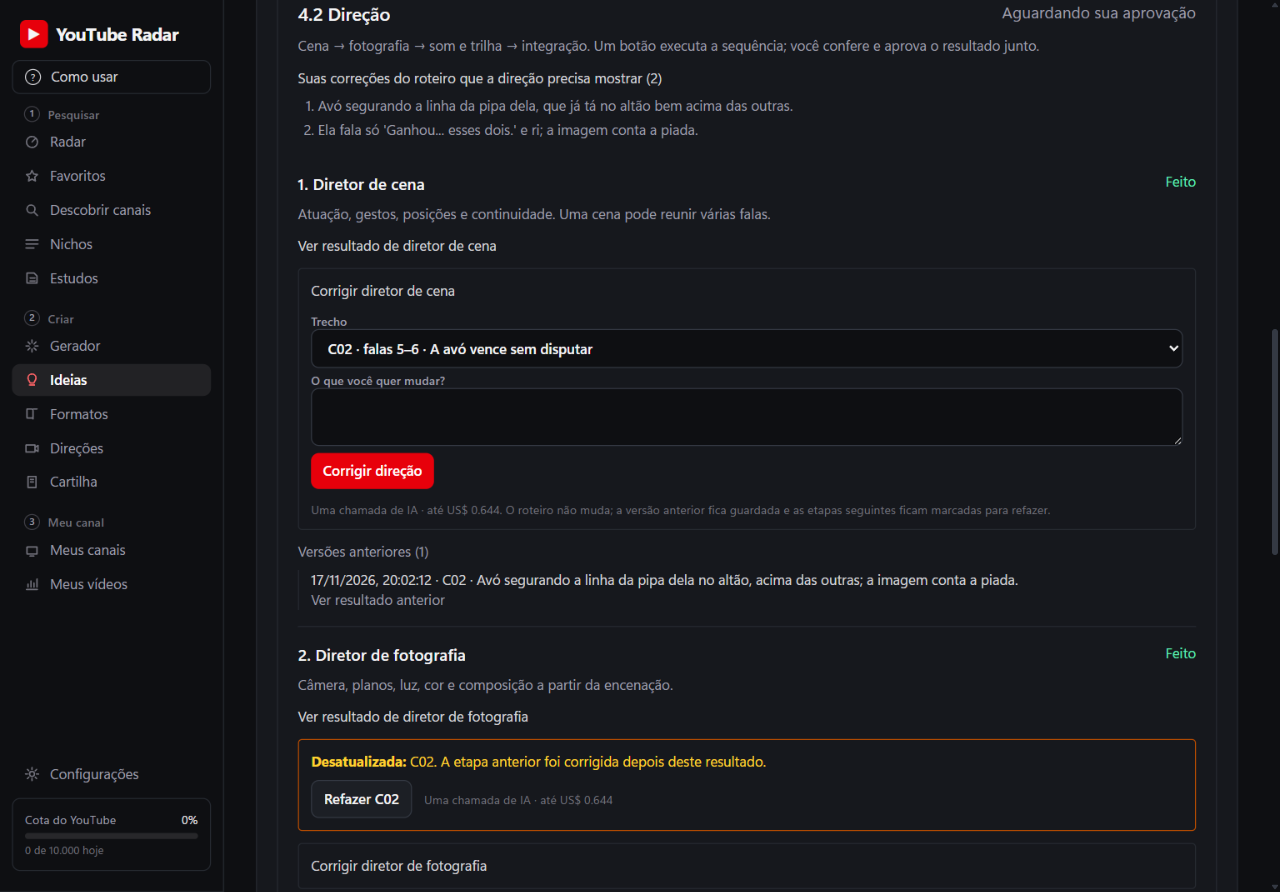 YouTube Radar
Como usar
1 Pesquisar
Radar
Favoritos
Descobrir canais
Nichos
Estudos
2 Criar
Gerador
Ideias
Formatos
Direções
Cartilha
3 Meu canal
Meus canais
Meus vídeos
Configurações
Cota do YouTube 0%
0 de 10.000 hoje
4.2 Direção
Aguardando sua aprovação
Cena → fotografia → som e trilha → integração. Um botão executa a sequência; você confere e aprova o resultado junto.
Suas correções do roteiro que a direção precisa mostrar (2)
1. Avó segurando a linha da pipa dela, que já tá no altão bem acima das outras.
2. Ela fala só 'Ganhou... esses dois.' e ri; a imagem conta a piada.
1. Diretor de cena
Feito
Atuação, gestos, posições e continuidade. Uma cena pode reunir várias falas.
Ver resultado de diretor de cena
Corrigir diretor de cena
Trecho
C02 · falas 5–6 · A avó vence sem disputar
O que você quer mudar?
Corrigir direção
Uma chamada de IA · até US$ 0.644. O roteiro não muda; a versão anterior fica guardada e as etapas seguintes ficam marcadas para refazer.
Versões anteriores (1)
17/11/2026, 20:02:12 · C02 · Avó segurando a linha da pipa dela no altão, acima das outras; a imagem conta a piada.
Ver resultado anterior
2. Diretor de fotografia
Feito
Câmera, planos, luz, cor e composição a partir da encenação.
Ver resultado de diretor de fotografia
Desatualizada: C02. A etapa anterior foi corrigida depois deste resultado.
Refazer C02
Uma chamada de IA · até US$ 0.644
Corrigir diretor de fotografia